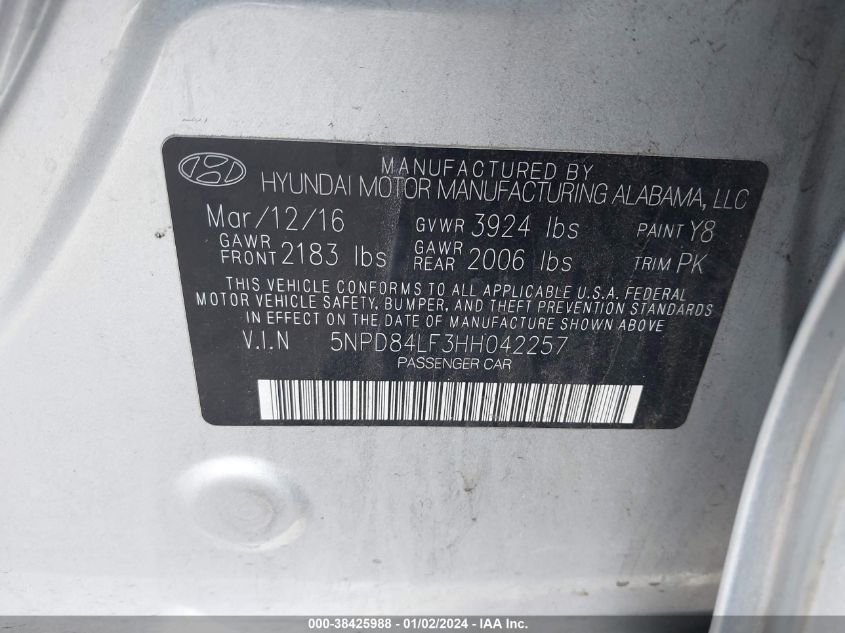 MANUFACTURED BY
HYUNDAI MOTOR MANUFACTURING ALABAMA, LLC
Mar/12/16 GVWR 3924 lbs PAINT Y8
GAWR FRONT 2183 lbs GAWR REAR 2006 lbs TRIM PK
THIS VEHICLE CONFORMS TO ALL APPLICABLE U.S.A. FEDERAL
MOTOR VEHICLE SAFETY, BUMPER, AND THEFT PREVENTION STANDARDS
IN EFFECT ON THE DATE OF MANUFACTURE SHOWN ABOVE.
V.I.N 5NPD84LF3HH042257
PASSENGER CAR
000-38425988 - 01/02/2024 - IAA Inc.